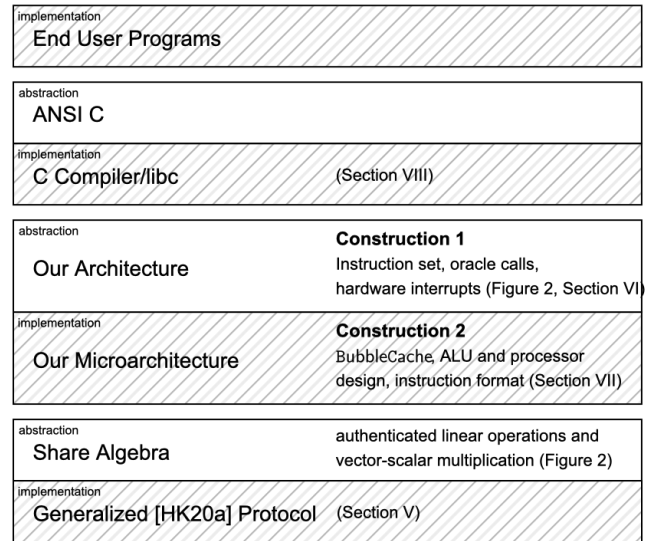 implementation
End User Programs
abstraction
ANSI C
implementation
C Compiler/libc (Section VIII)
abstraction
Our Architecture
Construction 1
Instruction set, oracle calls,
hardware interrupts (Figure 2, Section VI)
implementation
Our Microarchitecture
Construction 2
BubbleCache, ALU and processor
design, instruction format (Section VII)
abstraction
Share Algebra
authenticated linear operations and
vector-scalar multiplication (Figure 2)
implementation
Generalized [HK20a] Protocol (Section V)